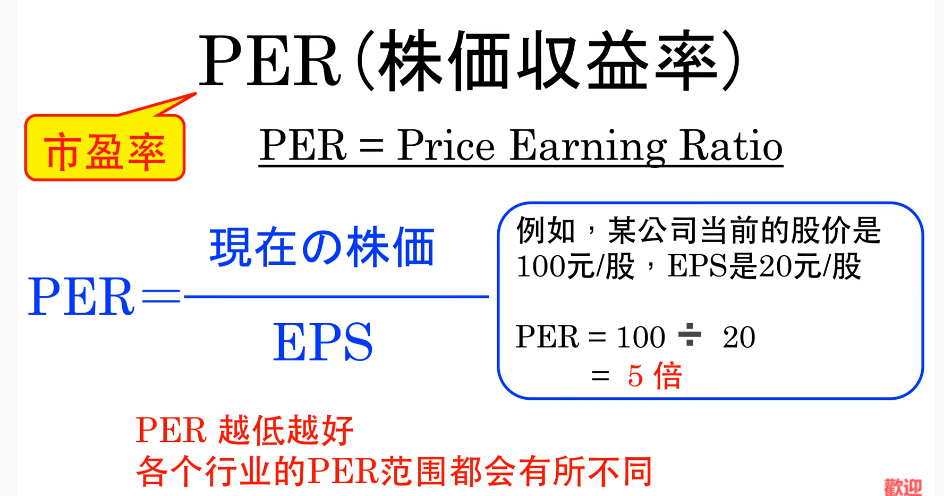 PER(株価収益率)
市盈率
PER = Price Earning Ratio
現在の株価
PER=
EPS
例如，某公司当前的股价是
100元/股，EPS是20元/股
PER = 100 ÷ 20
= 5 倍
PER 越低越好
各个行业的PER范围都会有所不同
歡迎